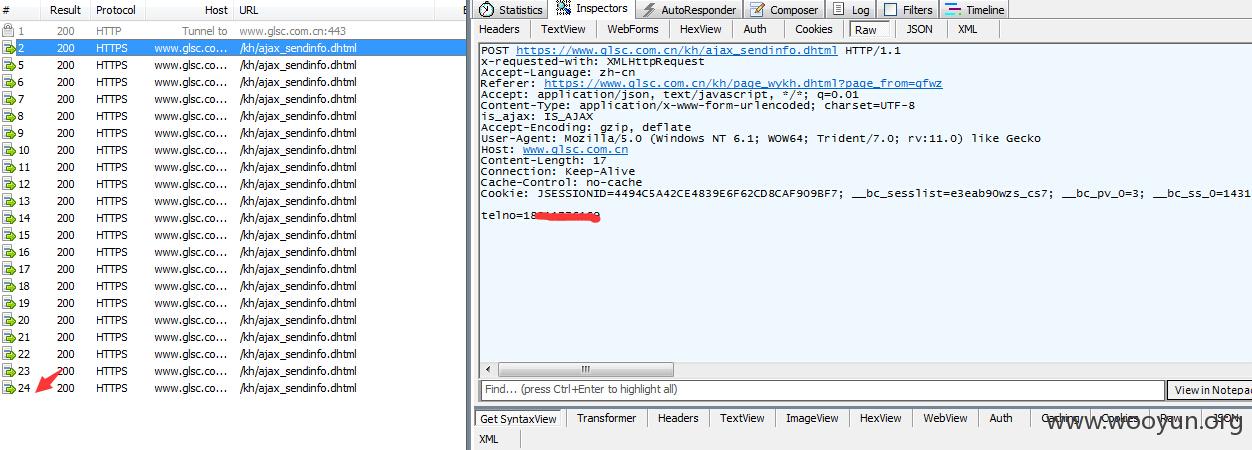 # Result Protocol Host URL
1 200 HTTP Tunnel to www.glsc.com.cn:443
2 200 HTTPS www.glsc.co... /kh/ajax_sendinfo.dhtml
5 200 HTTPS www.glsc.co... /kh/ajax_sendinfo.dhtml
6 200 HTTPS www.glsc.co... /kh/ajax_sendinfo.dhtml
7 200 HTTPS www.glsc.co... /kh/ajax_sendinfo.dhtml
8 200 HTTPS www.glsc.co... /kh/ajax_sendinfo.dhtml
9 200 HTTPS www.glsc.co... /kh/ajax_sendinfo.dhtml
10 200 HTTPS www.glsc.co... /kh/ajax_sendinfo.dhtml
11 200 HTTPS www.glsc.co... /kh/ajax_sendinfo.dhtml
12 200 HTTPS www.glsc.co... /kh/ajax_sendinfo.dhtml
13 200 HTTPS www.glsc.co... /kh/ajax_sendinfo.dhtml
14 200 HTTPS www.glsc.co... /kh/ajax_sendinfo.dhtml
15 200 HTTPS www.glsc.co... /kh/ajax_sendinfo.dhtml
16 200 HTTPS www.glsc.co... /kh/ajax_sendinfo.dhtml
17 200 HTTPS www.glsc.co... /kh/ajax_sendinfo.dhtml
18 200 HTTPS www.glsc.co... /kh/ajax_sendinfo.dhtml
19 200 HTTPS www.glsc.co... /kh/ajax_sendinfo.dhtml
20 200 HTTPS www.glsc.co... /kh/ajax_sendinfo.dhtml
21 200 HTTPS www.glsc.co... /kh/ajax_sendinfo.dhtml
22 200 HTTPS www.glsc.co... /kh/ajax_sendinfo.dhtml
23 200 HTTPS www.glsc.co... /kh/ajax_sendinfo.dhtml
24 200 HTTPS www.glsc.co... /kh/ajax_sendinfo.dhtml
Statistics Inspectors AutoResponder Composer Log Filters Timeline
Headers TextView WebForms HexView Auth Cookies Raw JSON XML
POST https://www.glsc.com.cn/kh/ajax_sendinfo.dhtml HTTP/1.1
x-requested-with: XMLHttpRequest
Accept-Language: zh-cn
Referer: https://www.glsc.com.cn/kh/page_wykh.dhtml?page_from=gfwz
Accept: application/json, text/javascript, */*; q=0.01
Content-Type: application/x-www-form-urlencoded; charset=UTF-8
is_ajax: IS_AJAX
Accept-Encoding: gzip, deflate
User-Agent: Mozilla/5.0 (Windows NT 6.1; WOW64; Trident/7.0; rv:11.0) like Gecko
Host: www.glsc.com.cn
Content-Length: 17
Connection: Keep-Alive
Cache-Control: no-cache
Cookie: JSESSIONID=4494C5A42CE4839E6F62CD8CAF909BF7; __bc_sesslist=e3eab90wzs_cs7; __bc_pv_0=3; __bc_ss_0=1431
telno=18
Find... (press Ctrl+Enter to highlight all) View in Notepa
Get SyntaxView Transformer Headers TextView ImageView HexView WebView Auth Caching Cookies Raw JSON
XML
www.wooyun.org